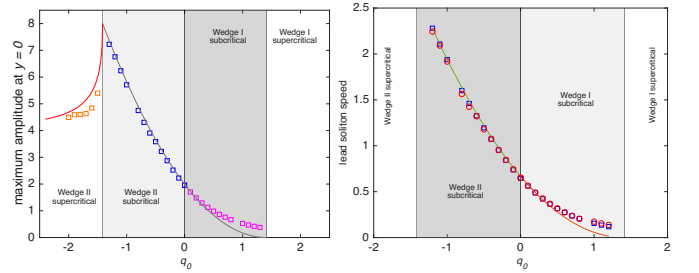 maximum amplitude at y = 0
8
7
6
5
4
3
2
1
0
Wedge I
subcritical
Wedge I
supercritical
Wedge II
supercritical
Wedge II
subcritical
-2
-1
0
1
2
q0
lead soliton speed
2.5
2
1.5
1
0.5
0
Wedge II supercritical
Wedge II
subcritical
Wedge I
subcritical
Wedge I supercritical
-2
-1
0
1
2
q0